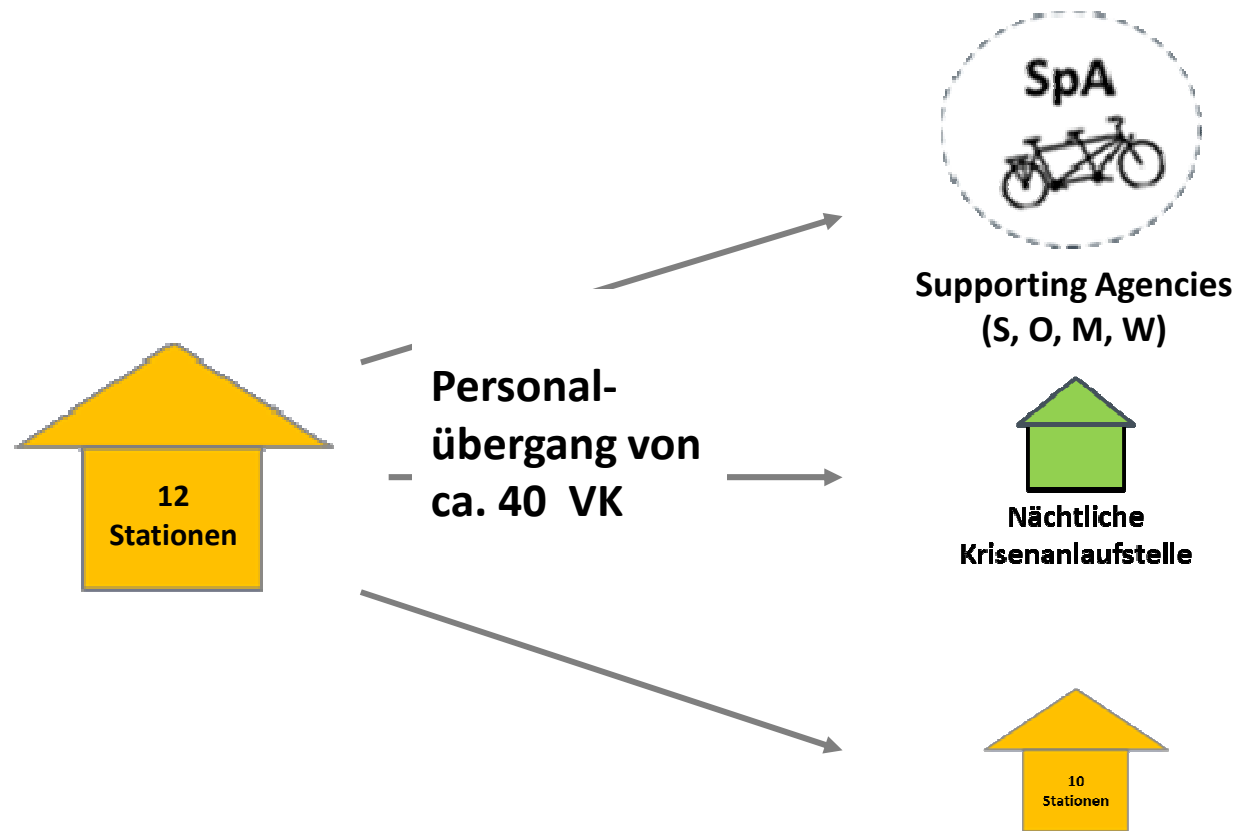 SpA
Supporting Agencies
(S, O, M, W)
Personal-
übergang von
ca. 40 VK
12
Stationen
Nächtliche
Krisenanlaufstelle
10
Stationen